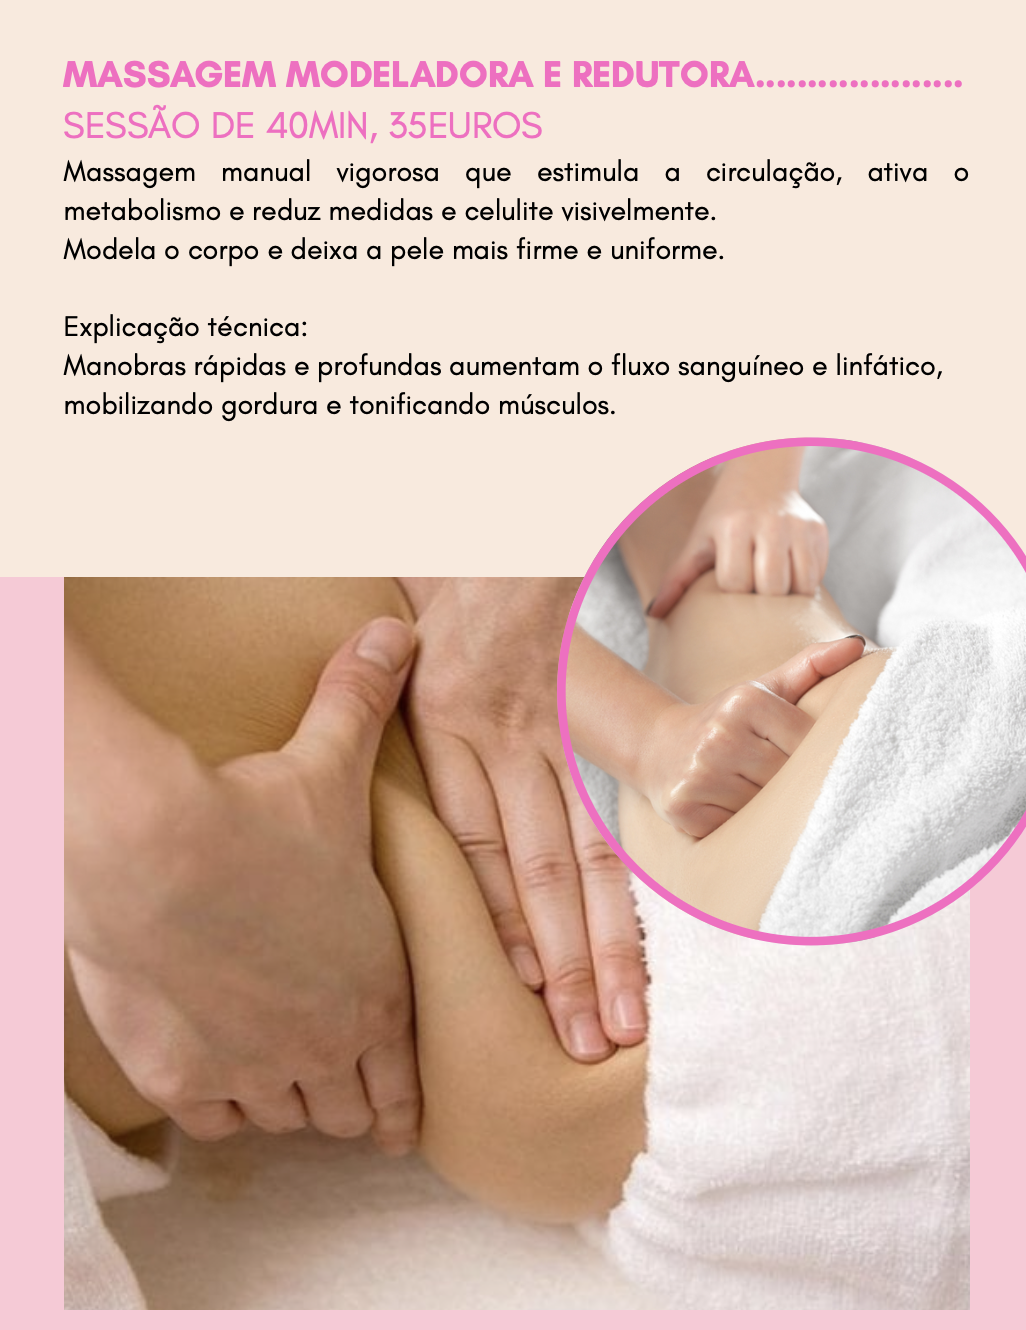 MASSAGEM MODELADORA E REDUTORA....................
SESSÃO DE 40MIN, 35EUROS
Massagem manual vigorosa que estimula a circulação, ativa o
metabolismo e reduz medidas e celulite visivelmente.
Modela o corpo e deixa a pele mais firme e uniforme.
Explicação técnica:
Manobras rápidas e profundas aumentam o fluxo sanguíneo e linfático,
mobilizando gordura e tonificando músculos.